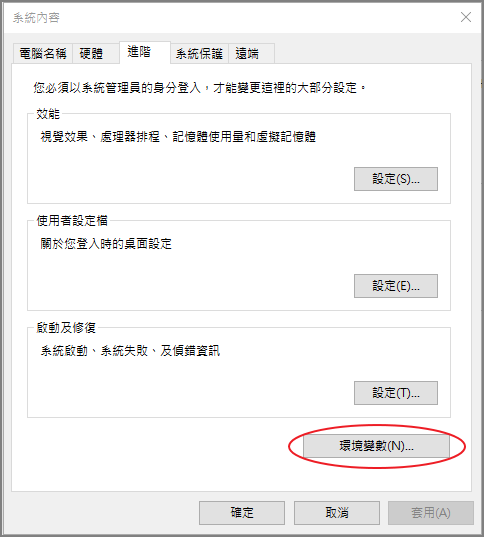 系統內容
電腦名稱 硬體 進階 系統保護 遠端
您必須以系統管理員的身分登入，才能變更這裡的大部分設定。
效能
視覺效果、處理器排程、記憶體使用量和虛擬記憶體
設定(S)...
使用者設定檔
關於您登入時的桌面設定
設定(E)...
啟動及修復
系統啟動、系統失敗、及偵錯資訊
設定(T)...
環境變數(N)...
確定 取消 套用(A)